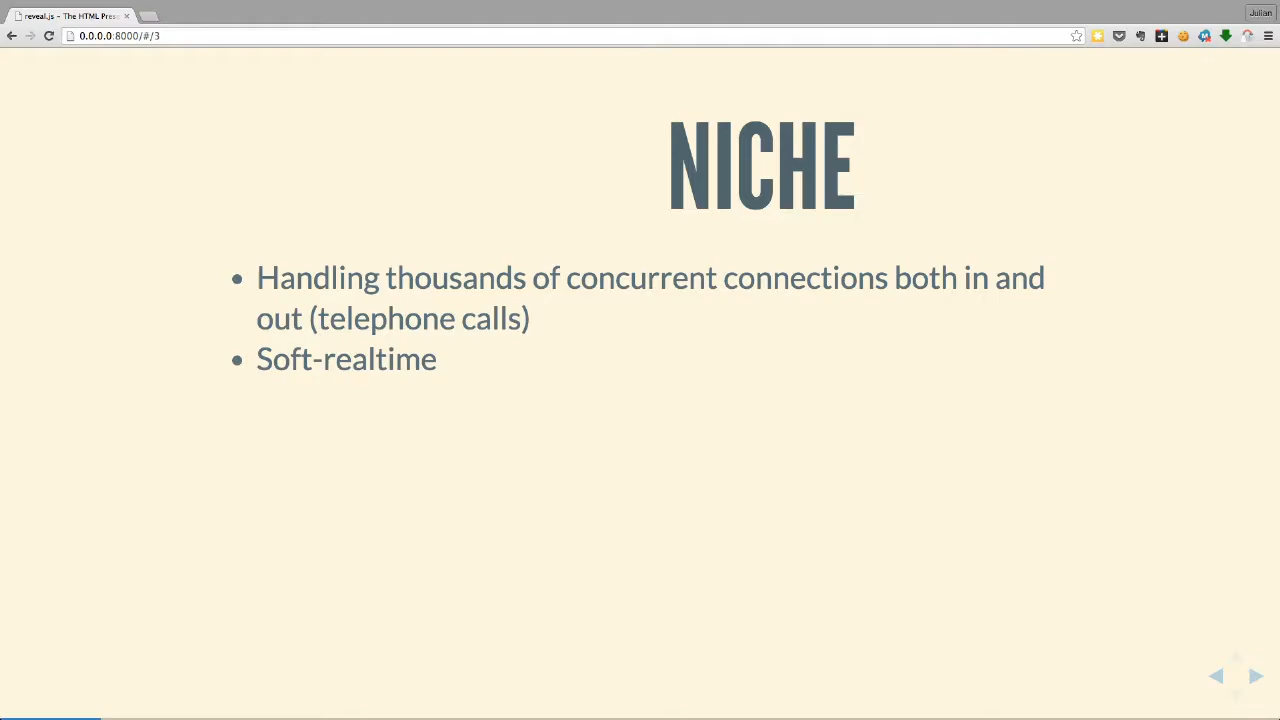 reveal.js – The HTML Prese
Julian
0.0.0.0:8000/#/3
NICHE
• Handling thousands of concurrent connections both in and
out (telephone calls)
• Soft-realtime